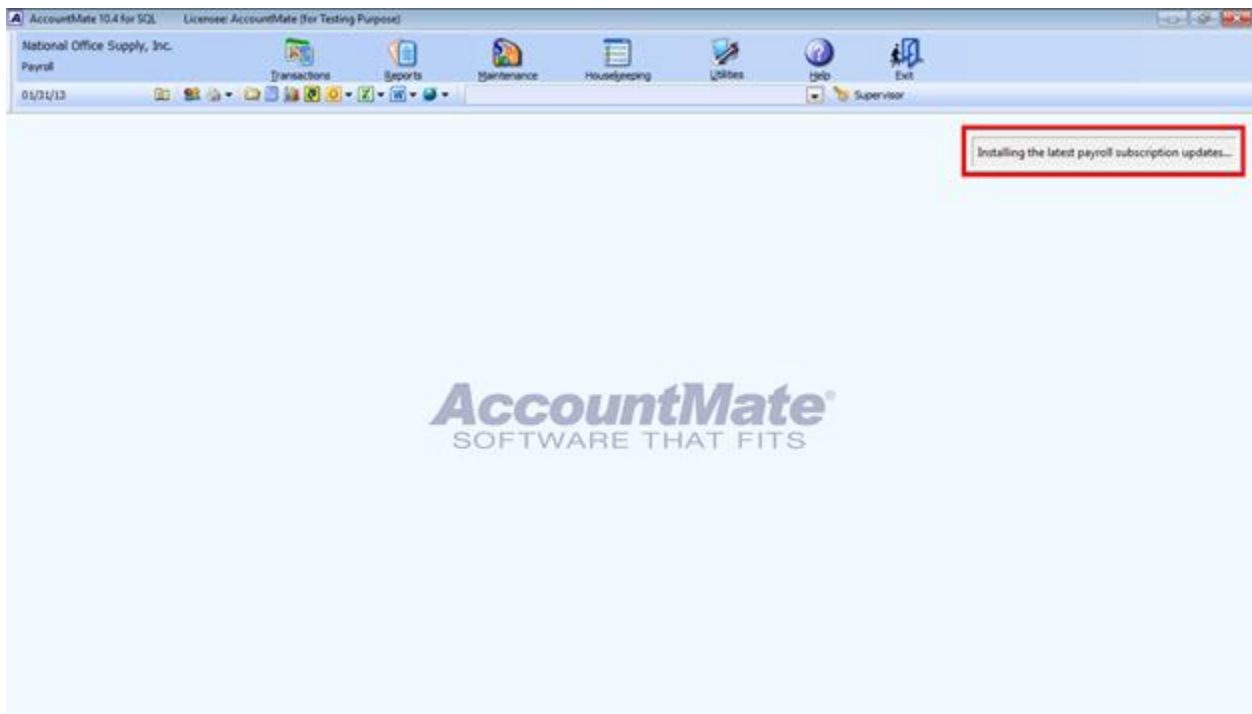 AccountMate 10.4 for SQL Licensee: AccountMate (for Testing Purpose)
National Office Supply, Inc.
Payroll
Transactions Reports Maintenance Housekeeping Utilities Help Exit
01/31/13 Supervisor
Installing the latest payroll subscription updates...
AccountMate®
SOFTWARE THAT FITS